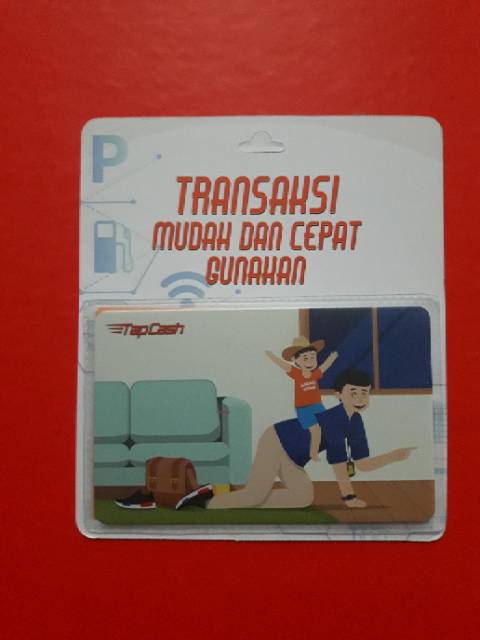 P
TRANSAKSI
MUDAH DAN CEPAT
GUNAKAN
TapCash